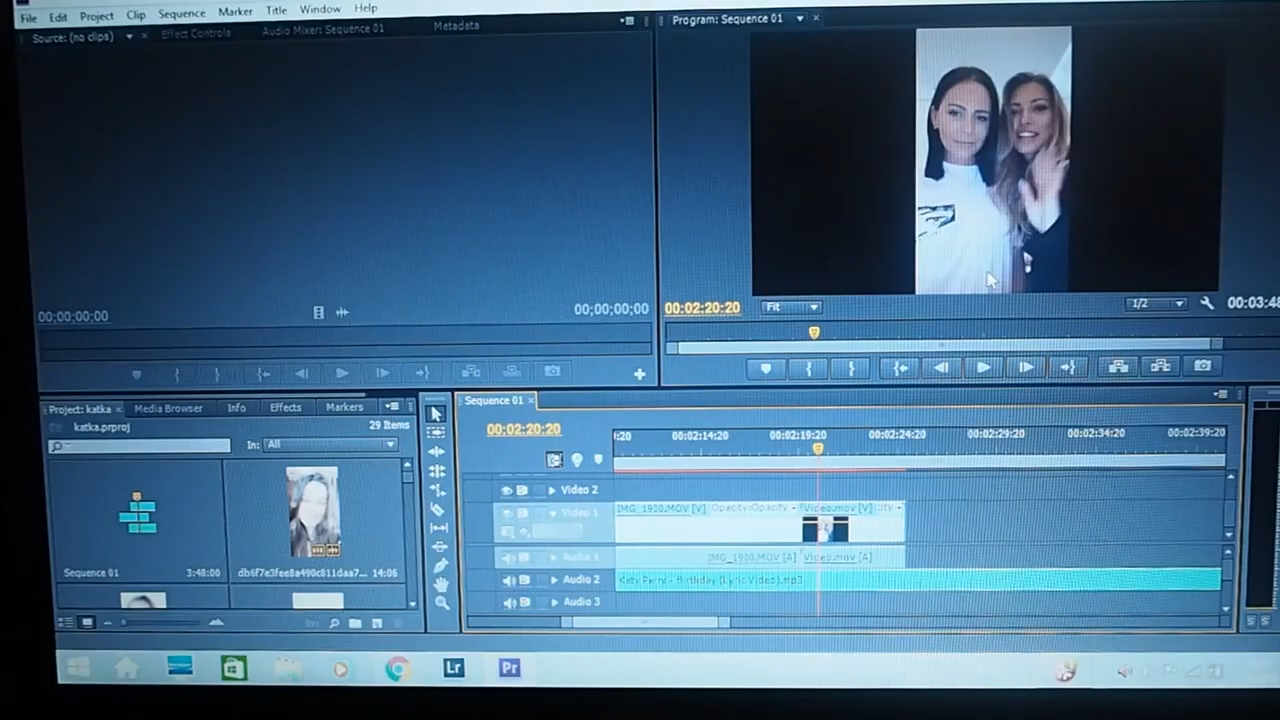 File Edit Project Clip Sequence Marker Title Window Help
Source: (no clips) Effect Controls Audio Mixer: Sequence 01 Metadata
Program: Sequence 01
00;00;00;00 00;00;00;00
00:02:20:20 Fit 1/2 00:03:48
Project: katka Media Browser Info Effects Markers
katka.prproj 29 Items
In: All
Sequence 01 3:48:00
db6f7e3fee8a490c811daa7... 14:06
Sequence 01
00:02:20:20
:20 00:02:14:20 00:02:19:20 00:02:24:20 00:02:29:20 00:02:34:20 00:02:39:20
Video 2
Video 1 IMG_1900.MOV [V] Opacity:Opacity Video.mov [V]
Audio 1 IMG_1900.MOV [A] Video.mov [A]
Audio 2 Katy Perry - Birthday (Lyric Video).mp3
Audio 3
S S
Lr Pr